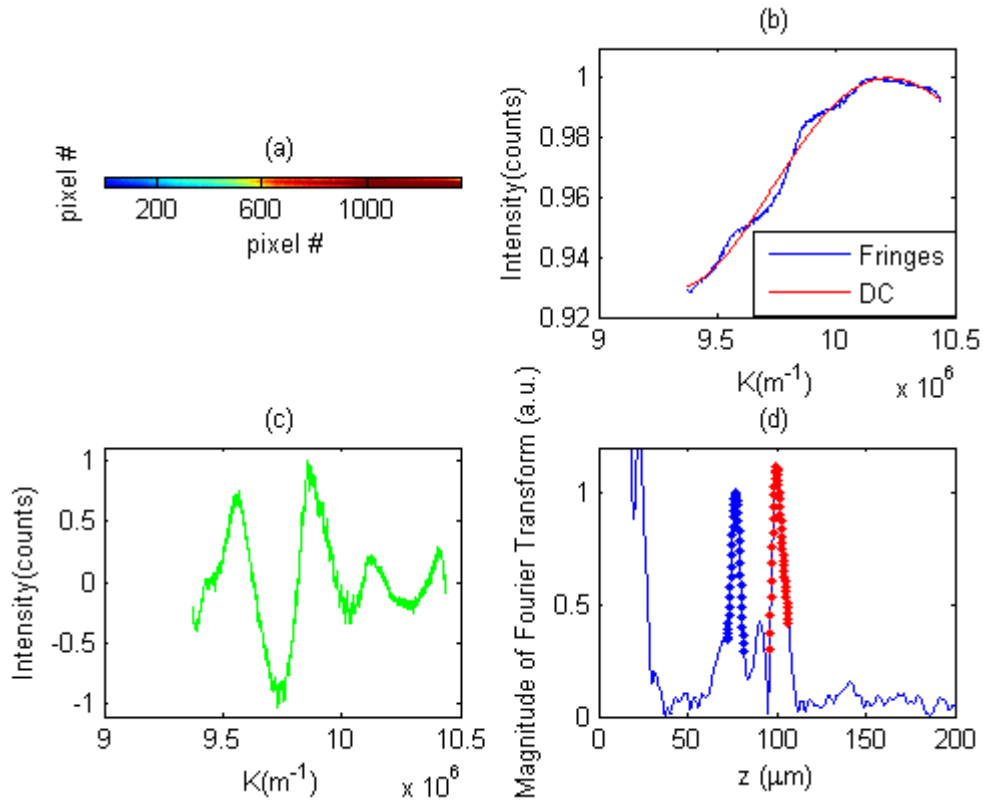 (a)
pixel #
200
600
1000
pixel #
(b)
Intensity(counts)
1
0.98
0.96
0.94
0.92
9
9.5
10
10.5
K(m⁻¹)
x 10⁶
Fringes
DC
(c)
Intensity(counts)
1
0.5
0
-0.5
-1
9
9.5
10
10.5
K(m⁻¹)
x 10⁶
(d)
Magnitude of Fourier Transform (a.u.)
1
0.5
0
0
50
100
150
200
z (μm)